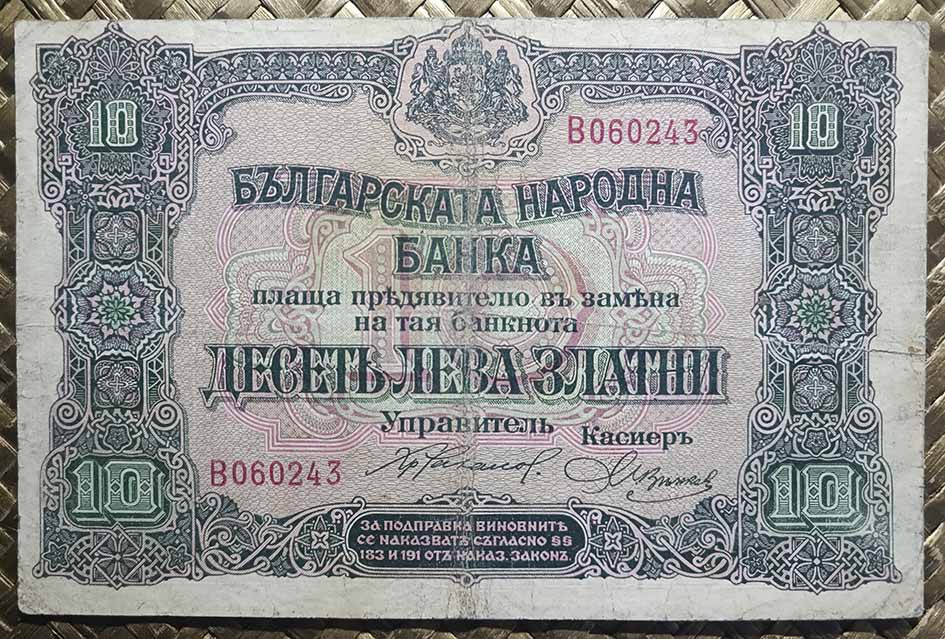 10
10
B060243
БЪЛГАРСКАТА НАРОДНА
БАНКА
плаща прѣдявителю въ замѣна
на тая банкнота
ДЕСЕТЬ ЛЕВА ЗЛАТНИ
Управитель Касиеръ
B060243
10
10
ЗА ПОДПРАВКА ВИНОВНИТѢ
СЕ НАКАЗВАТЪ СЪГЛАСНО §§
183 И 191 ОТЪ НАКАЗ. ЗАКОНЪ.